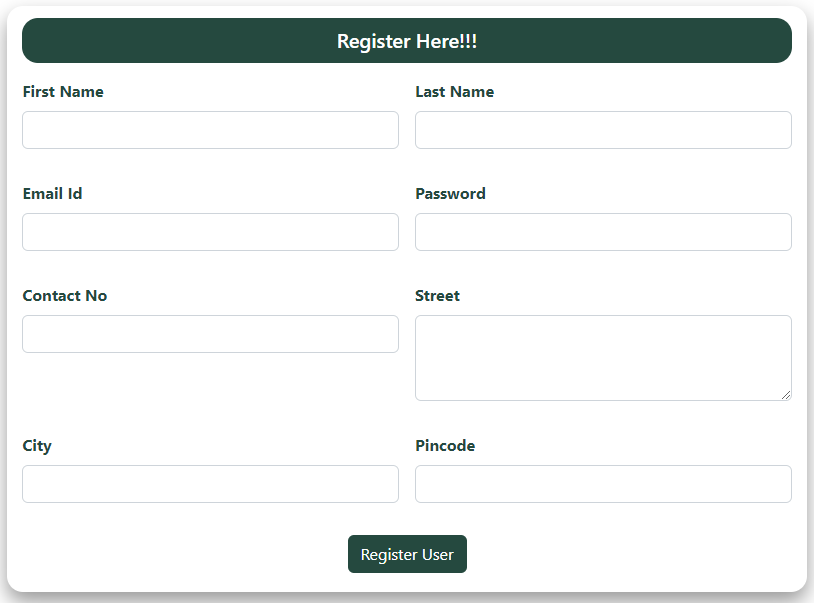 Register Here!!!
First Name
Last Name
Email Id
Password
Contact No
Street
City
Pincode
Register User